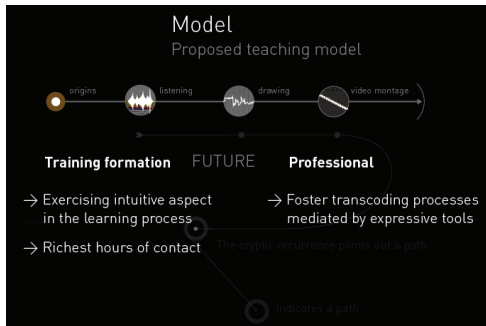 Model
Proposed teaching model
origins listening drawing video montage
Training formation FUTURE Professional
→ Exercising intuitive aspect
in the learning process
→ Richest hours of contact
→ Foster transcoding processes
mediated by expressive tools
The cryptic recurrence points out a path
Indicates a path